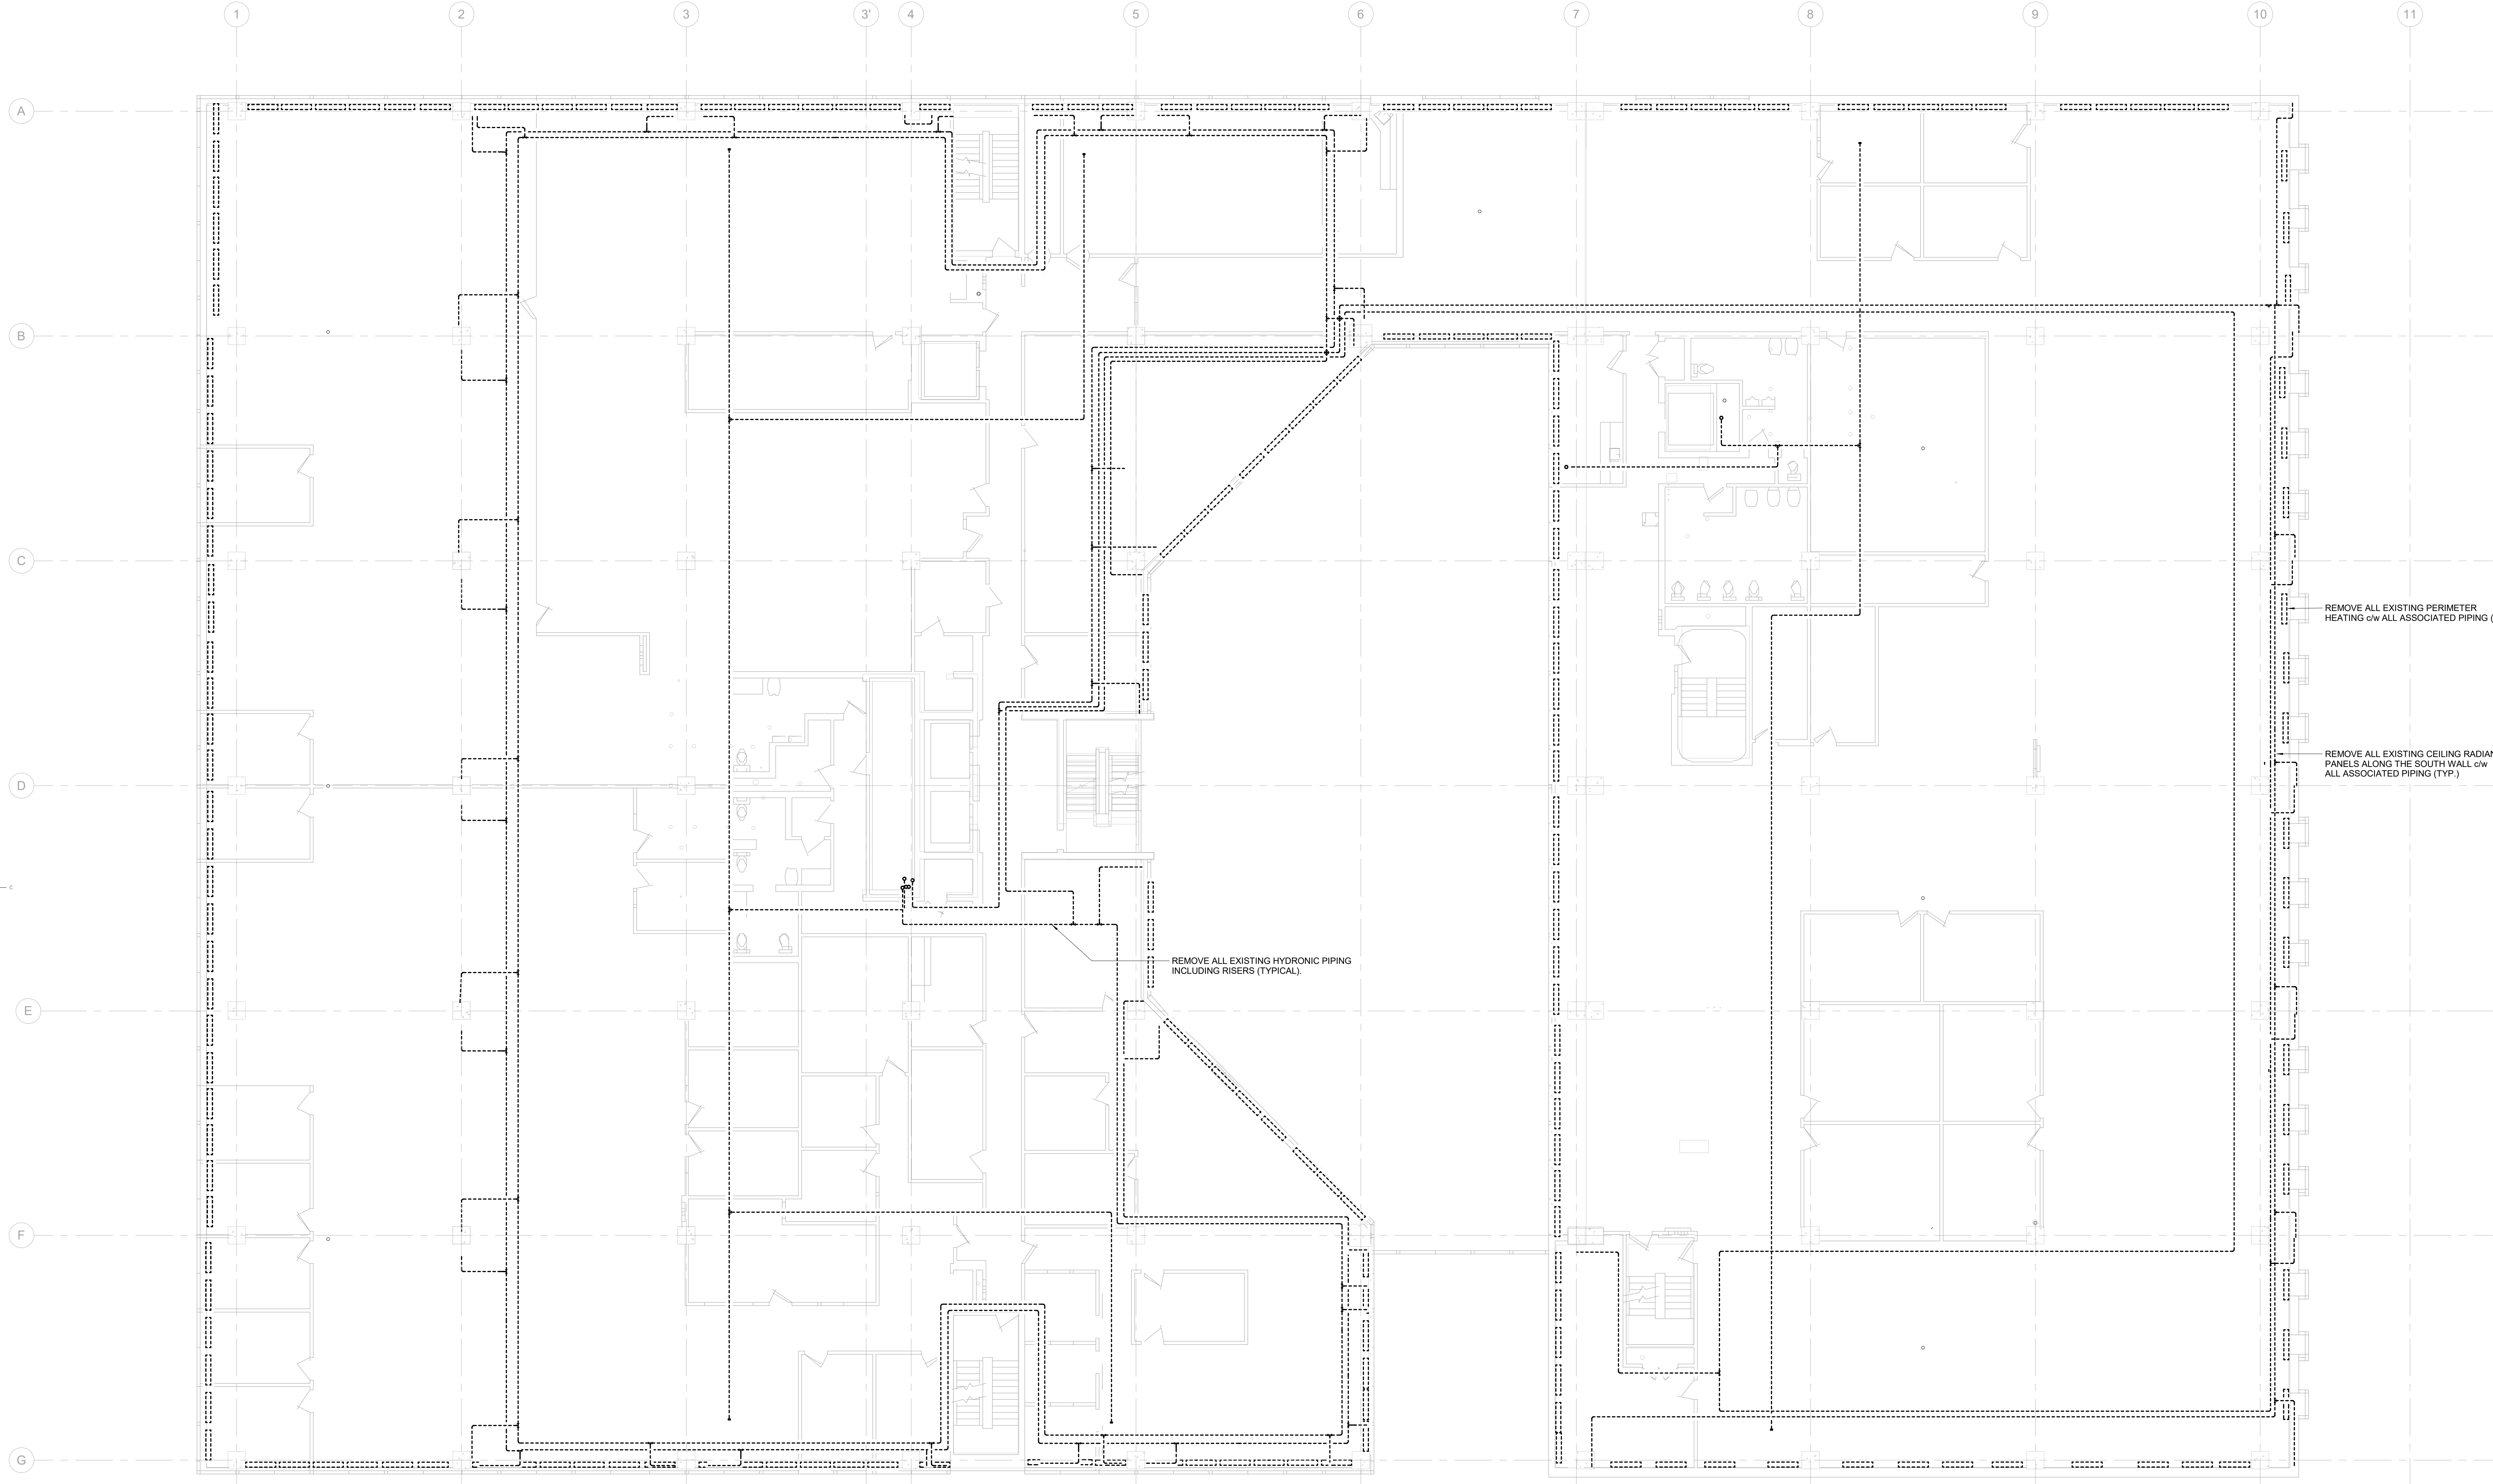 1 2 3 3' 4 5 6 7 8 9 10 11
A
B
C
REMOVE ALL EXISTING PERIMETER
HEATING c/w ALL ASSOCIATED PIPING (
REMOVE ALL EXISTING CEILING
PANELS ALONG THE SOUTH WALL c/w
ALL ASSOCIATED PIPING (TYP.)
D
REMOVE ALL EXISTING HYDRONIC PIPING
INCLUDING RISERS (TYPICAL).
E
F
G